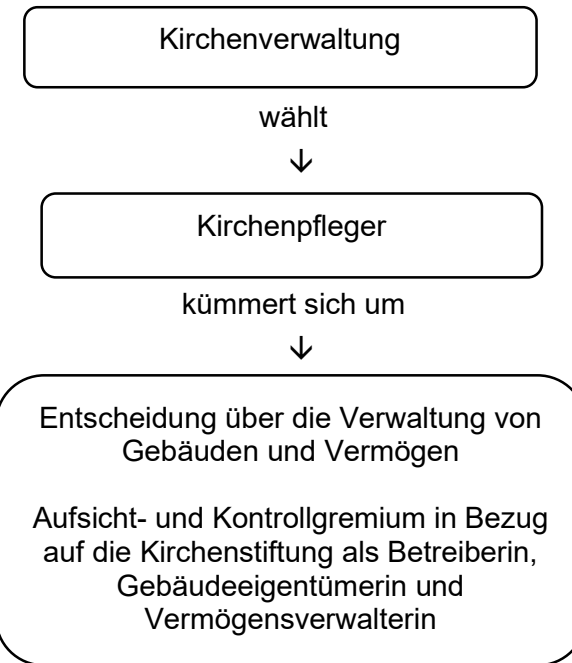 Kirchenverwaltung
wählt
↓
Kirchenpfleger
kümmert sich um
↓
Entscheidung über die Verwaltung von
Gebäuden und Vermögen
Aufsicht- und Kontrollgremium in Bezug
auf die Kirchenstiftung als Betreiberin,
Gebäudeeigentümerin und
Vermögensverwalterin